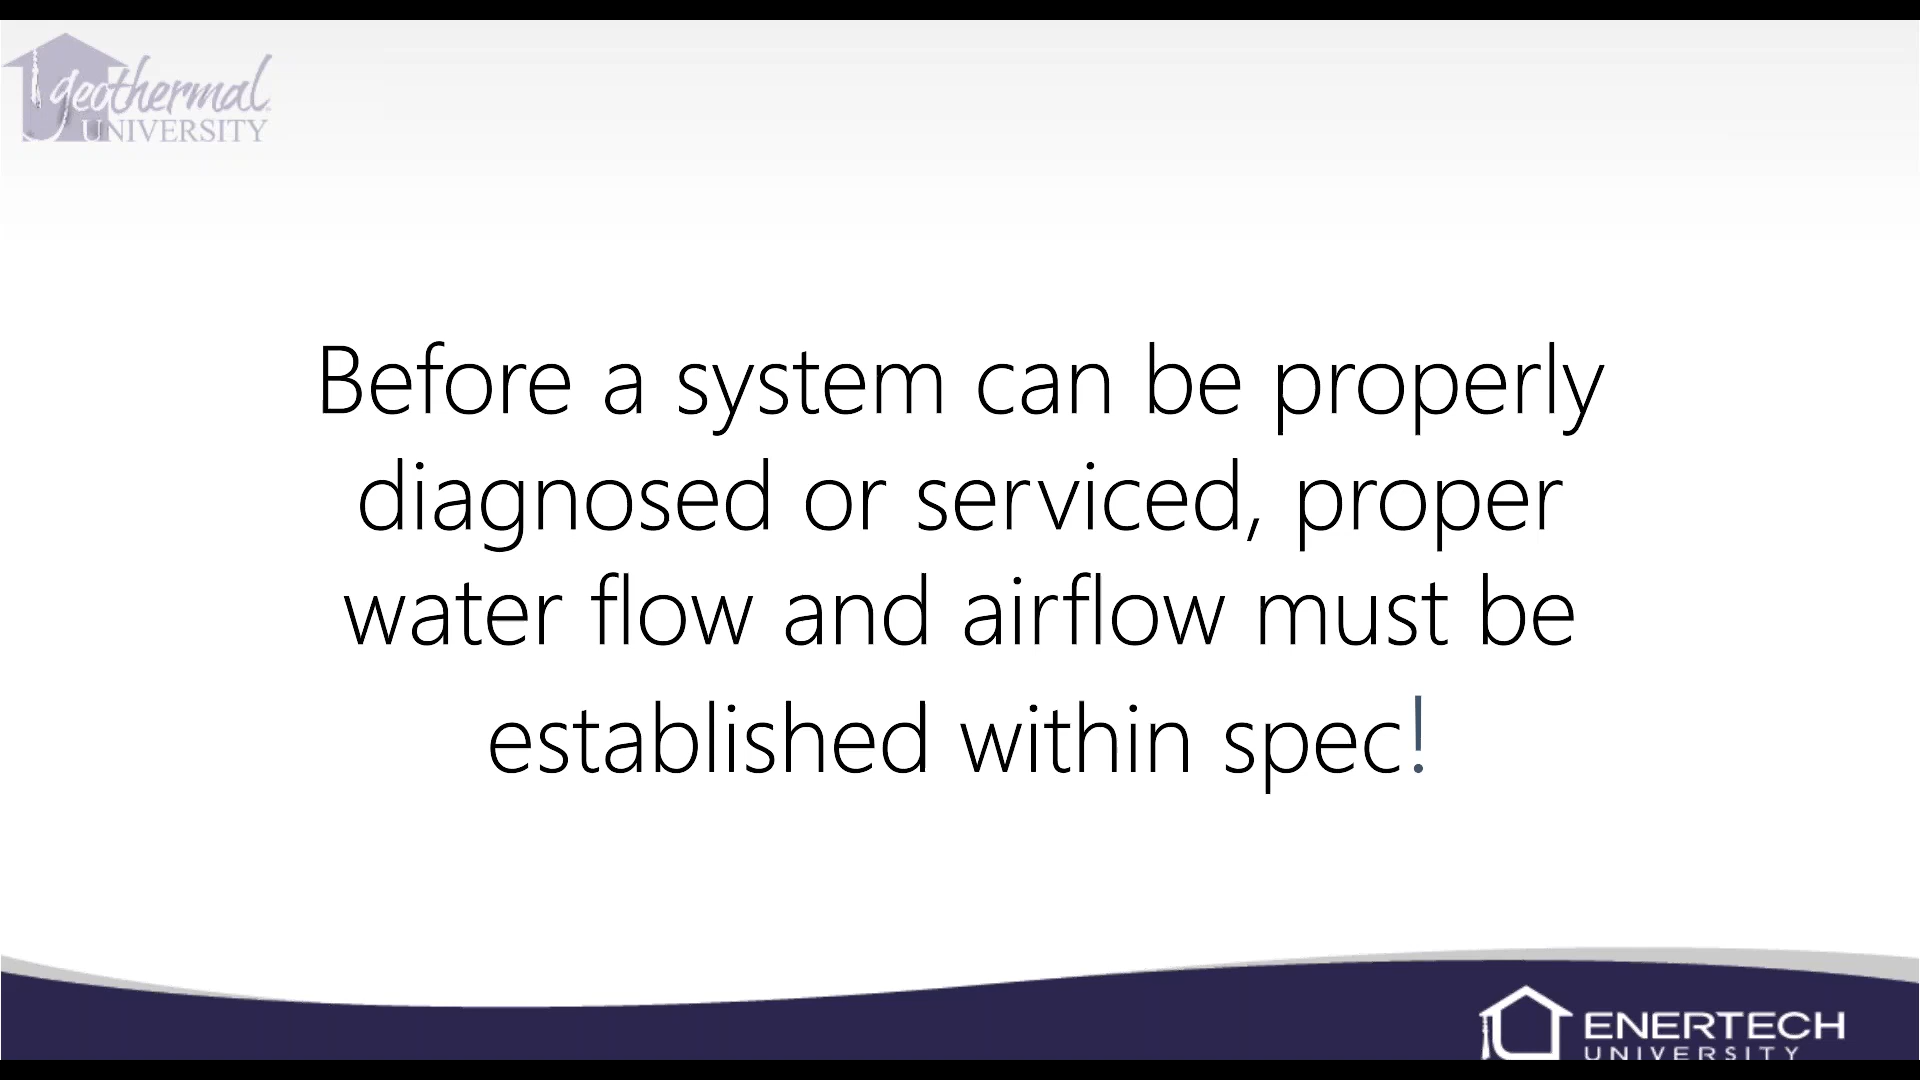 geothermal
UNIVERSITY
Before a system can be properly
diagnosed or serviced, proper
water flow and airflow must be
established within spec!
ENERTECH
UNIVERSITY